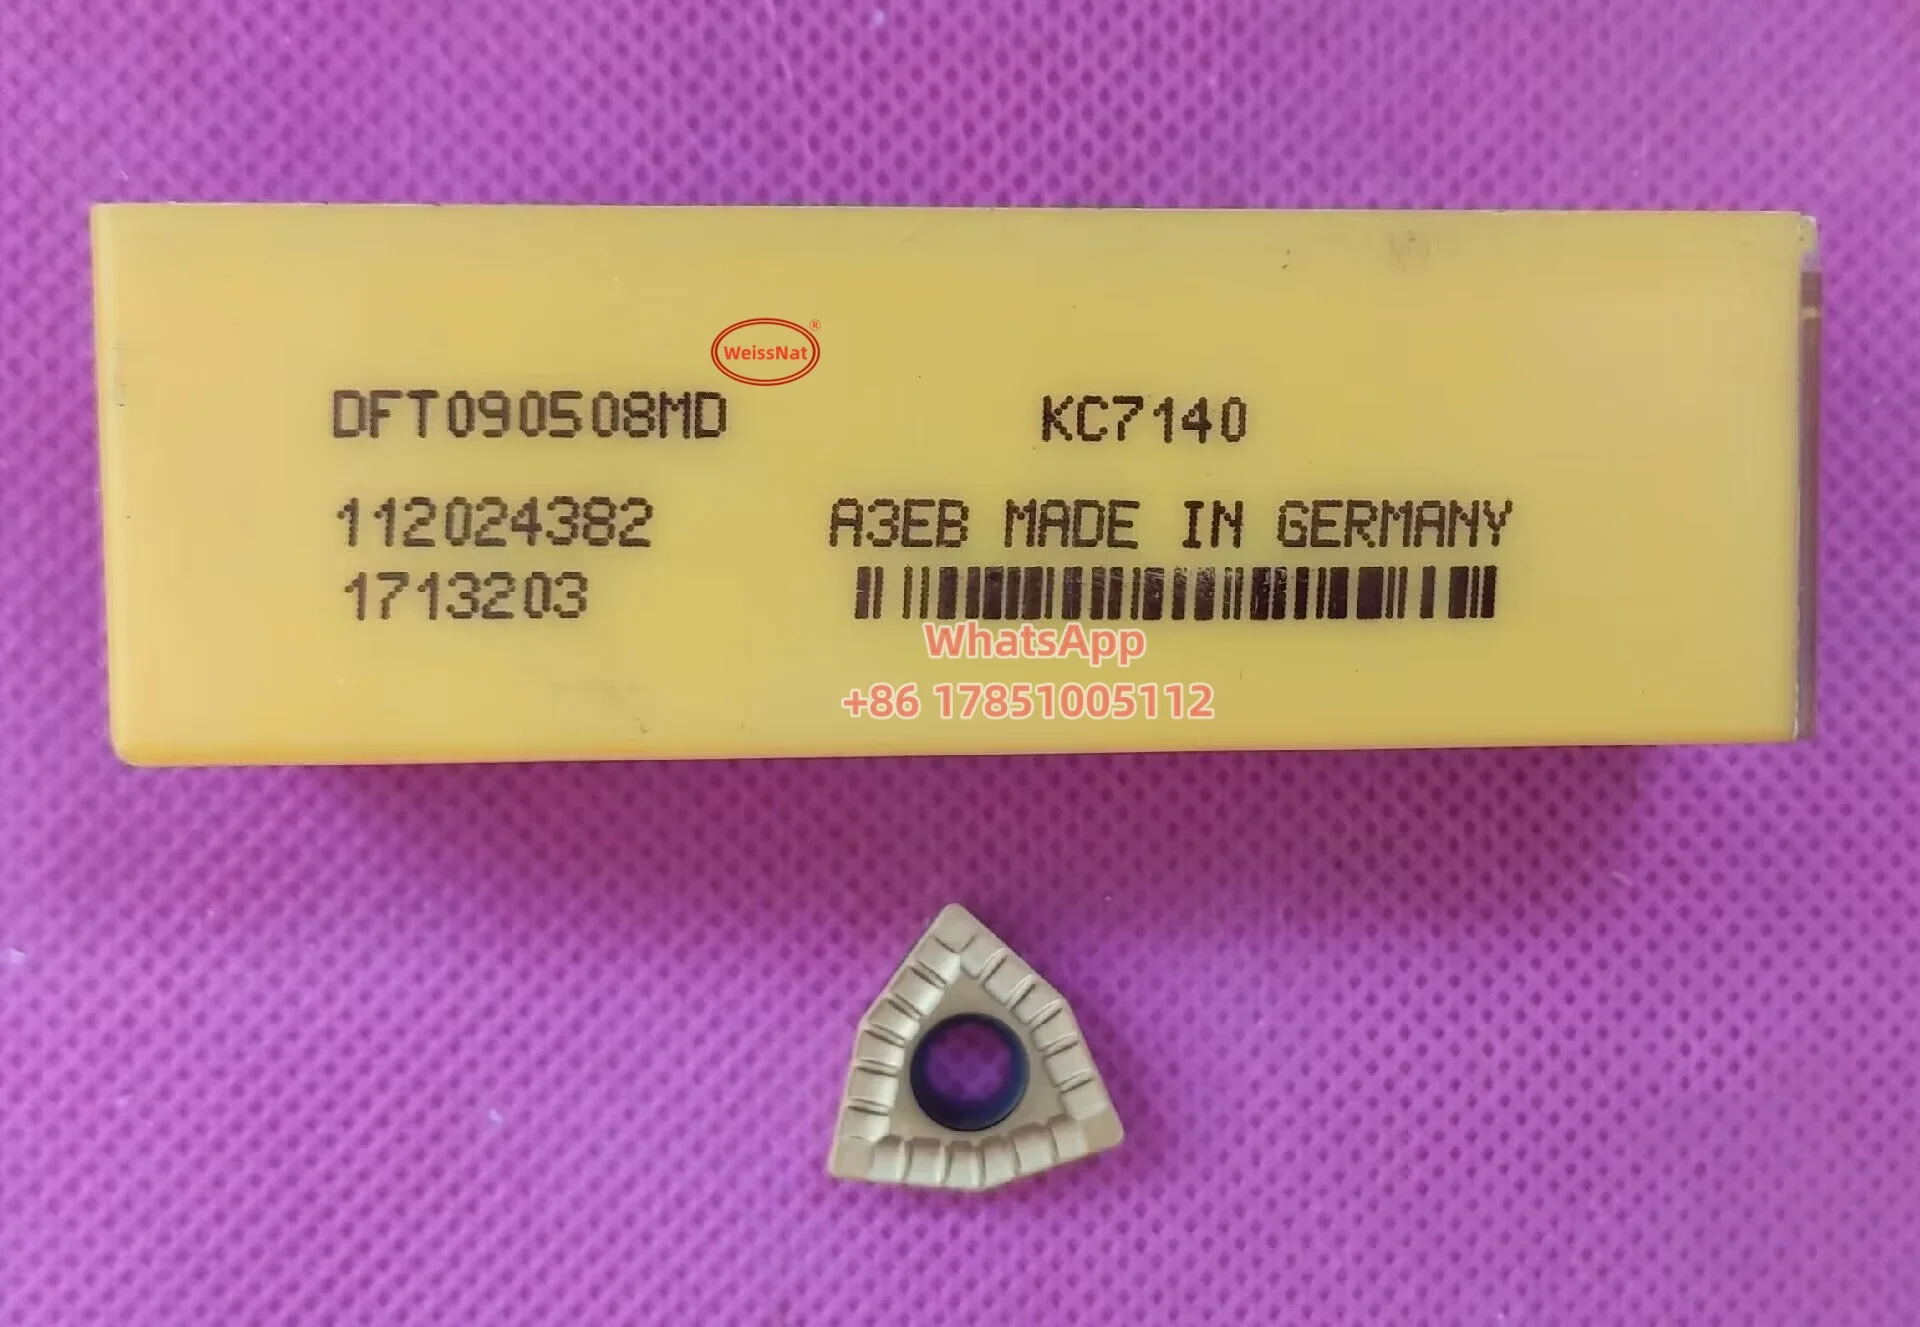 WeissNat ®
DFT090508MD KC7140
112024382 A3EB MADE IN GERMANY
1713203
WhatsApp
+86 17851005112